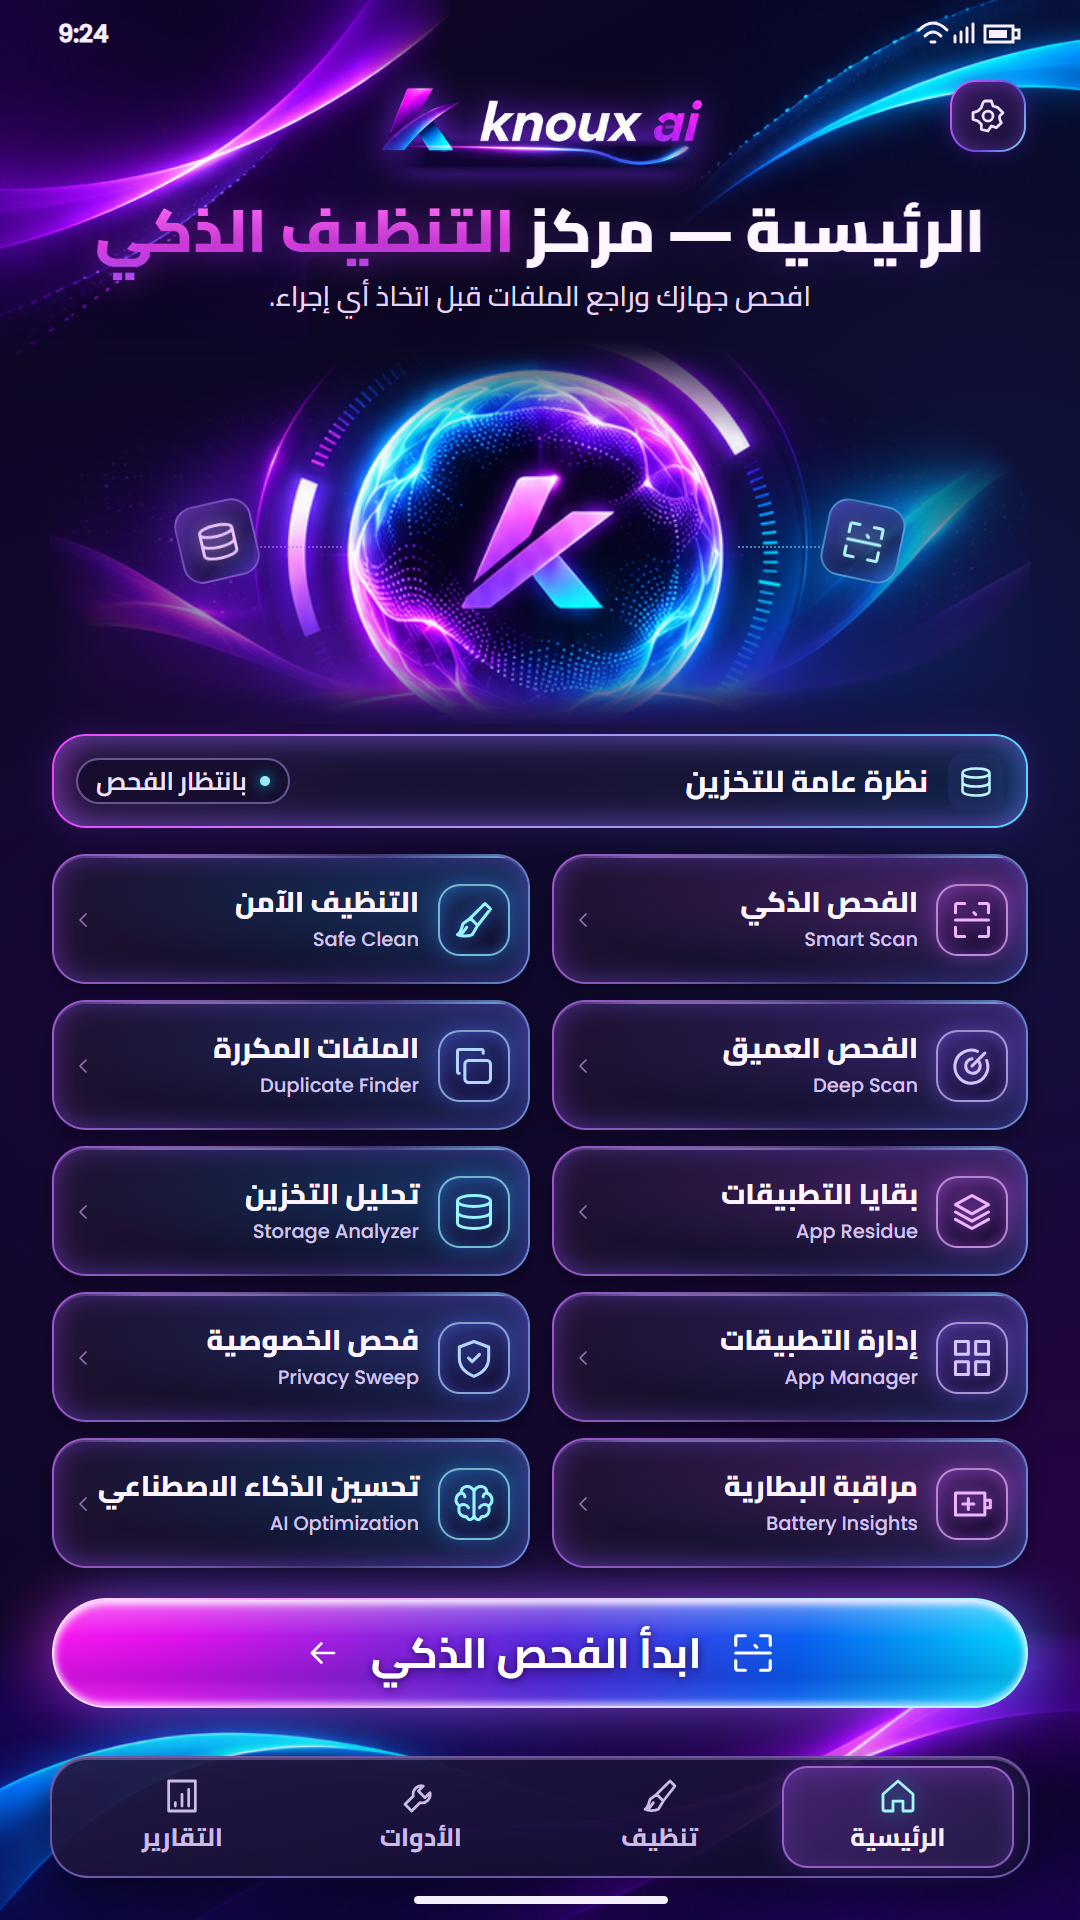 9:24
knoux ai
الرئيسية — مركز التنظيف الذكي
افحص جهازك وراجع الملفات قبل اتخاذ أي إجراء.
نظرة عامة للتخزين
بانتظار الفحص
الفحص الذكي
Smart Scan
التنظيف الآمن
Safe Clean
الفحص العميق
Deep Scan
الملفات المكررة
Duplicate Finder
بقايا التطبيقات
App Residue
تحليل التخزين
Storage Analyzer
إدارة التطبيقات
App Manager
فحص الخصوصية
Privacy Sweep
مراقبة البطارية
Battery Insights
تحسين الذكاء الاصطناعي
AI Optimization
ابدأ الفحص الذكي
الرئيسية
تنظيف
الأدوات
التقارير